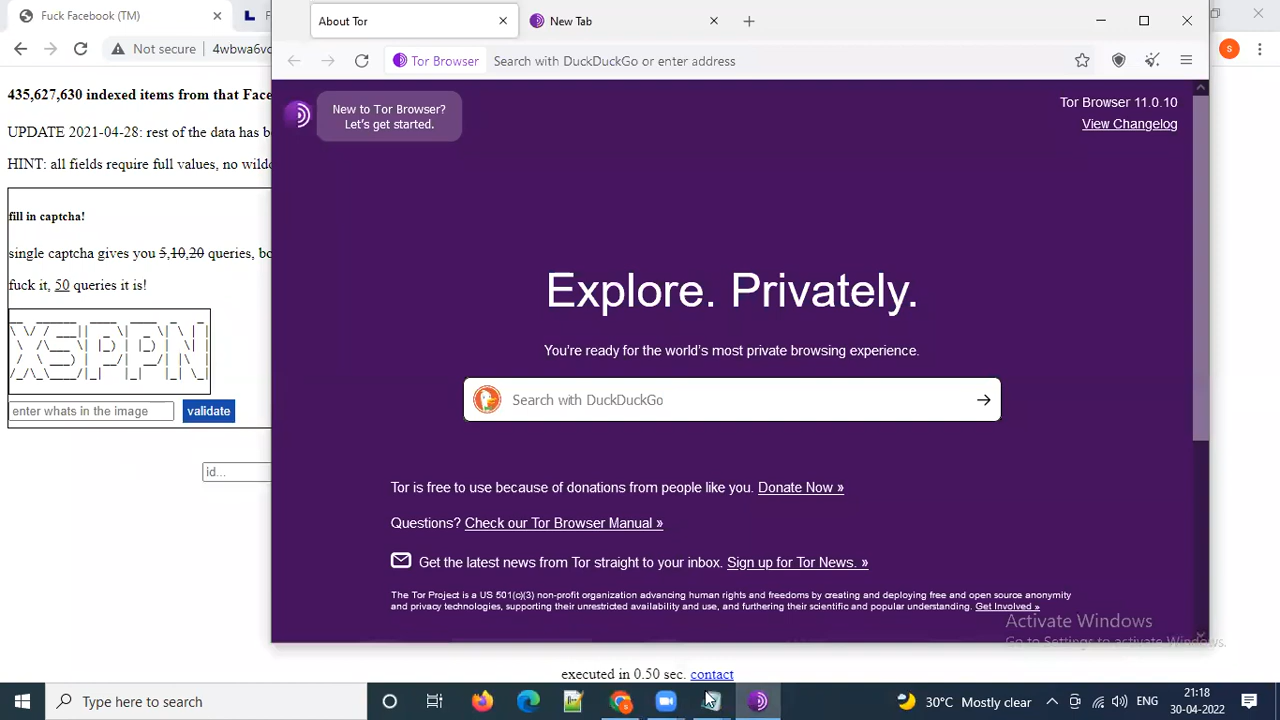 Fuck Facebook (TM)
About Tor
New Tab
Not secure
4wbwa6vc
Tor Browser
Search with DuckDuckGo or enter address
s
435,627,630 indexed items from that
UPDATE 2021-04-28: rest of the data has
HINT: all fields require full values, no
fill in captcha!
single captcha gives you 5,10,20 queries,
fuck it, 50 queries it is!
XSPPN
enter whats in the image
validate
id...
New to Tor Browser?
Let's get started.
Tor Browser 11.0.10
View Changelog
Explore. Privately.
You're ready for the world's most private browsing experience.
Search with DuckDuckGo
Tor is free to use because of donations from people like you. Donate Now »
Questions? Check our Tor Browser Manual »
Get the latest news from Tor straight to your inbox. Sign up for Tor News. »
The Tor Project is a US 501(c)(3) non-profit organization advancing human rights and freedoms by creating and deploying free and open source anonymity
and privacy technologies, supporting their unrestricted availability and use, and furthering their scientific and popular understanding. Get Involved »
Activate Windows
Go to Settings to activate Windows.
executed in 0.50 sec. contact
Type here to search
30°C Mostly clear
ENG
21:18
30-04-2022